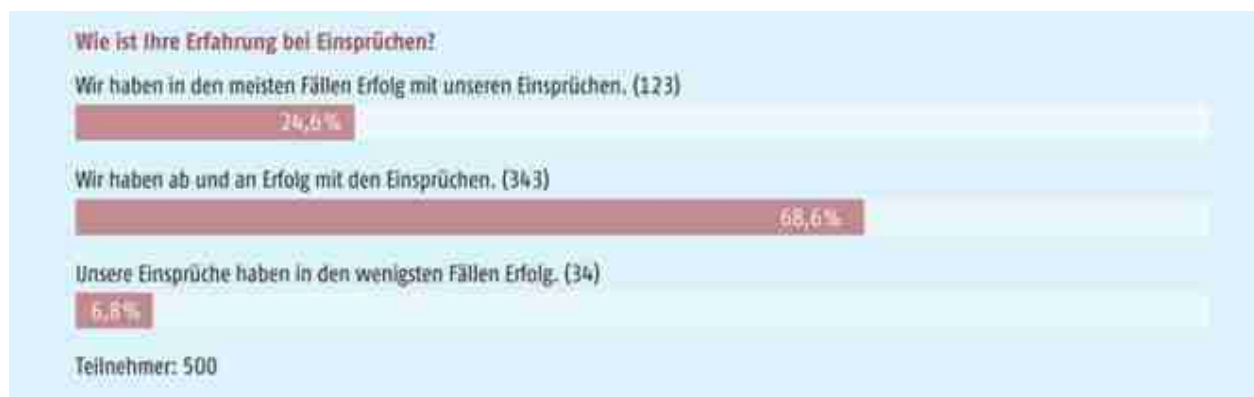 Wie ist Ihre Erfahrung bei Einsprüchen?
Wir haben in den meisten Fällen Erfolg mit unseren Einsprüchen. (123)
24,6%
Wir haben ab und an Erfolg mit den Einsprüchen. (343)
68,6%
Unsere Einsprüche haben in den wenigsten Fällen Erfolg. (34)
6,8%
Teilnehmer: 500